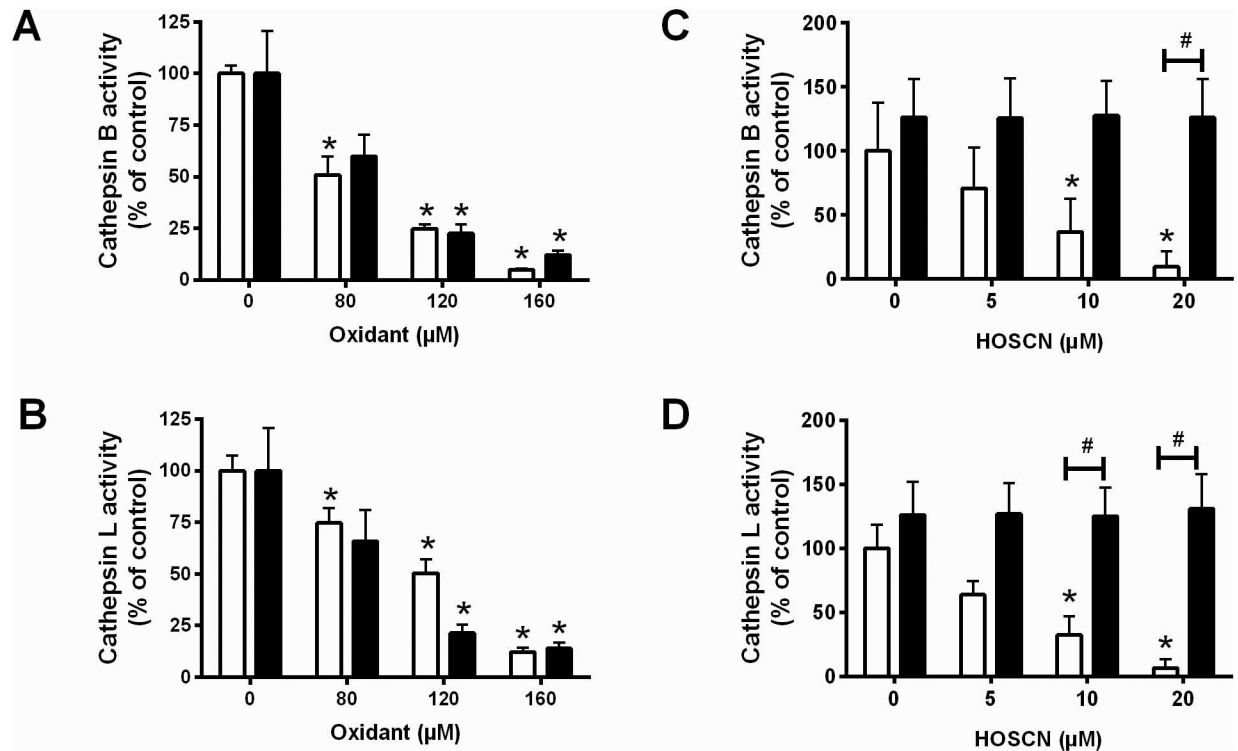 A
Cathepsin B activity
(% of control)
125
100
75
50
25
0
* * * * *
0 80 120 160
Oxidant (µM)
B
Cathepsin L activity
(% of control)
125
100
75
50
25
0
* * * * *
0 80 120 160
Oxidant (µM)
C
Cathepsin B activity
(% of control)
200
150
100
50
0
#
* *
0 5 10 20
HOSCN (µM)
D
Cathepsin L activity
(% of control)
200
150
100
50
0
# #
* *
0 5 10 20
HOSCN (µM)